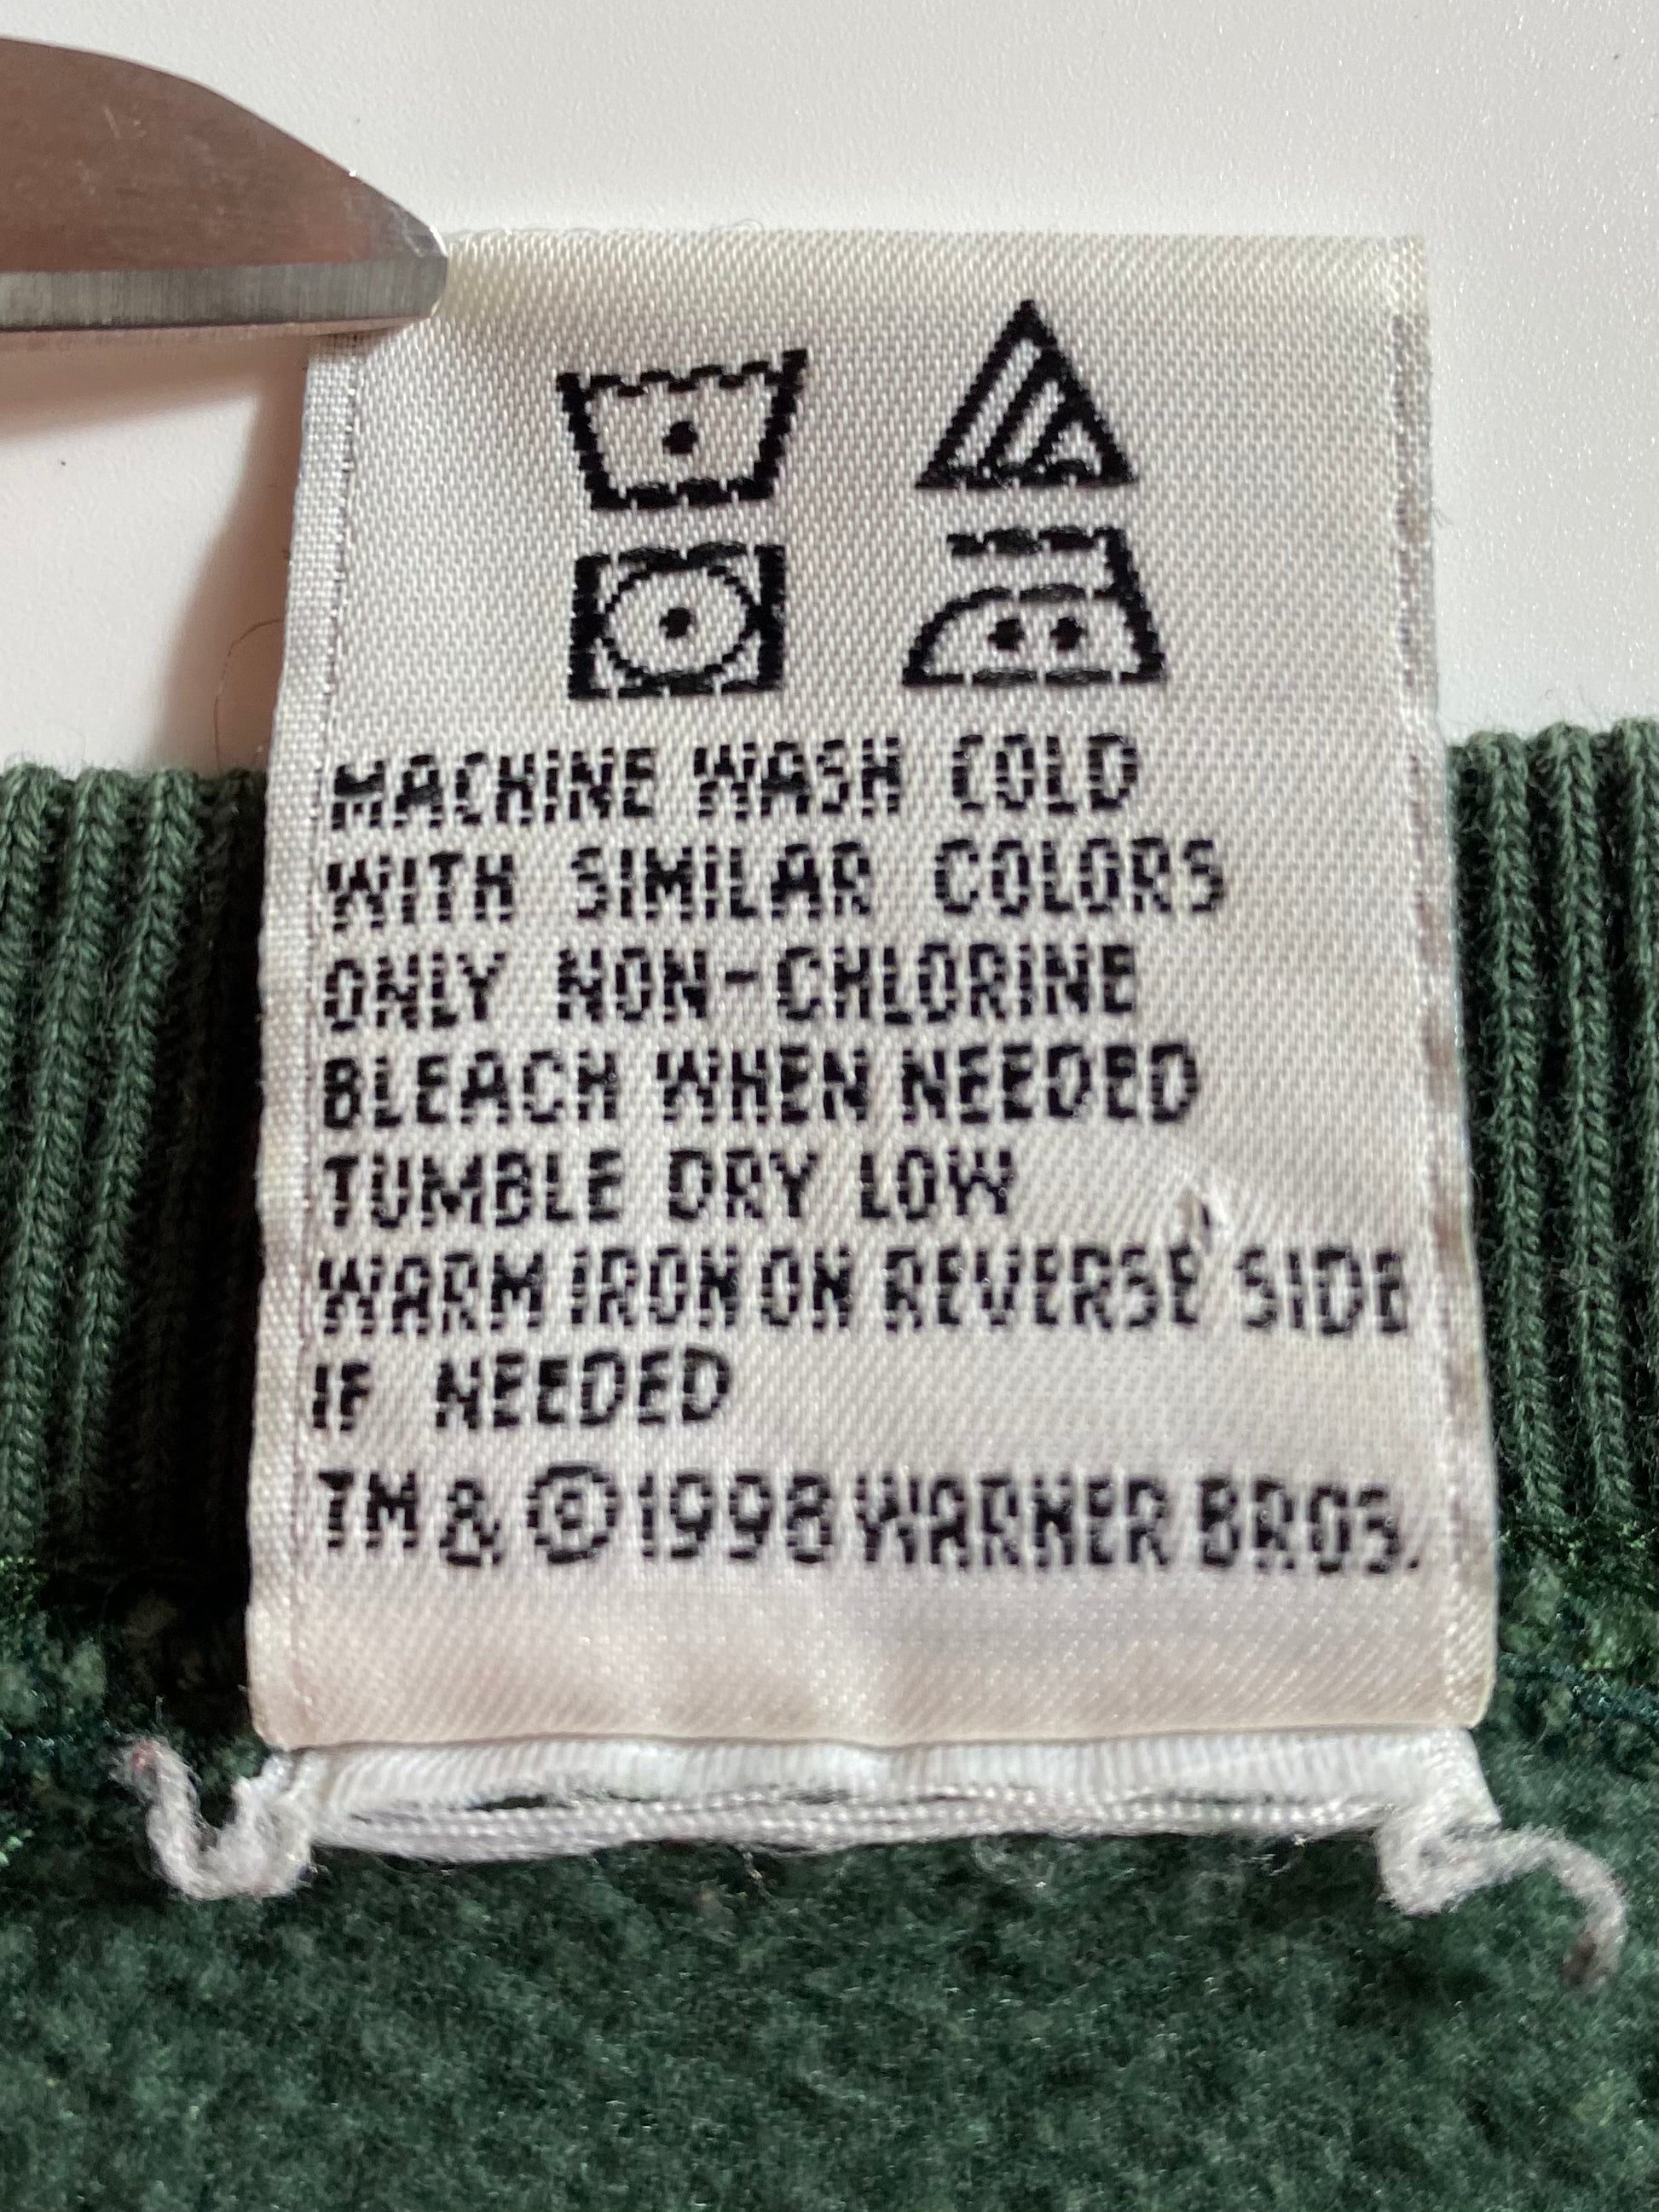 MACHINE WASH COLD
WITH SIMILAR COLORS
ONLY NON-CHLORINE
BLEACH WHEN NEEDED
TUMBLE DRY LOW
WARM IRON ON REVERSE SIDE
IF NEEDED
TM & ©1998 WARNER BROS.